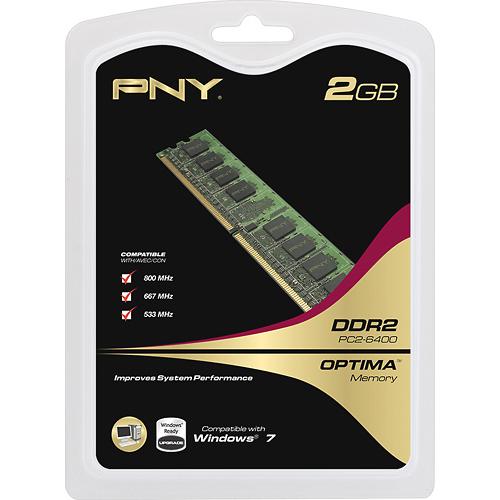 PNY
2GB
COMPATIBLE
WITH/AVEC/CON
800 MHz
667 MHz
533 MHz
DDR2
PC2-6400
OPTIMA™
Memory
Improves System Performance
Windows®
Ready
UPGRADE
Compatible with
Windows® 7